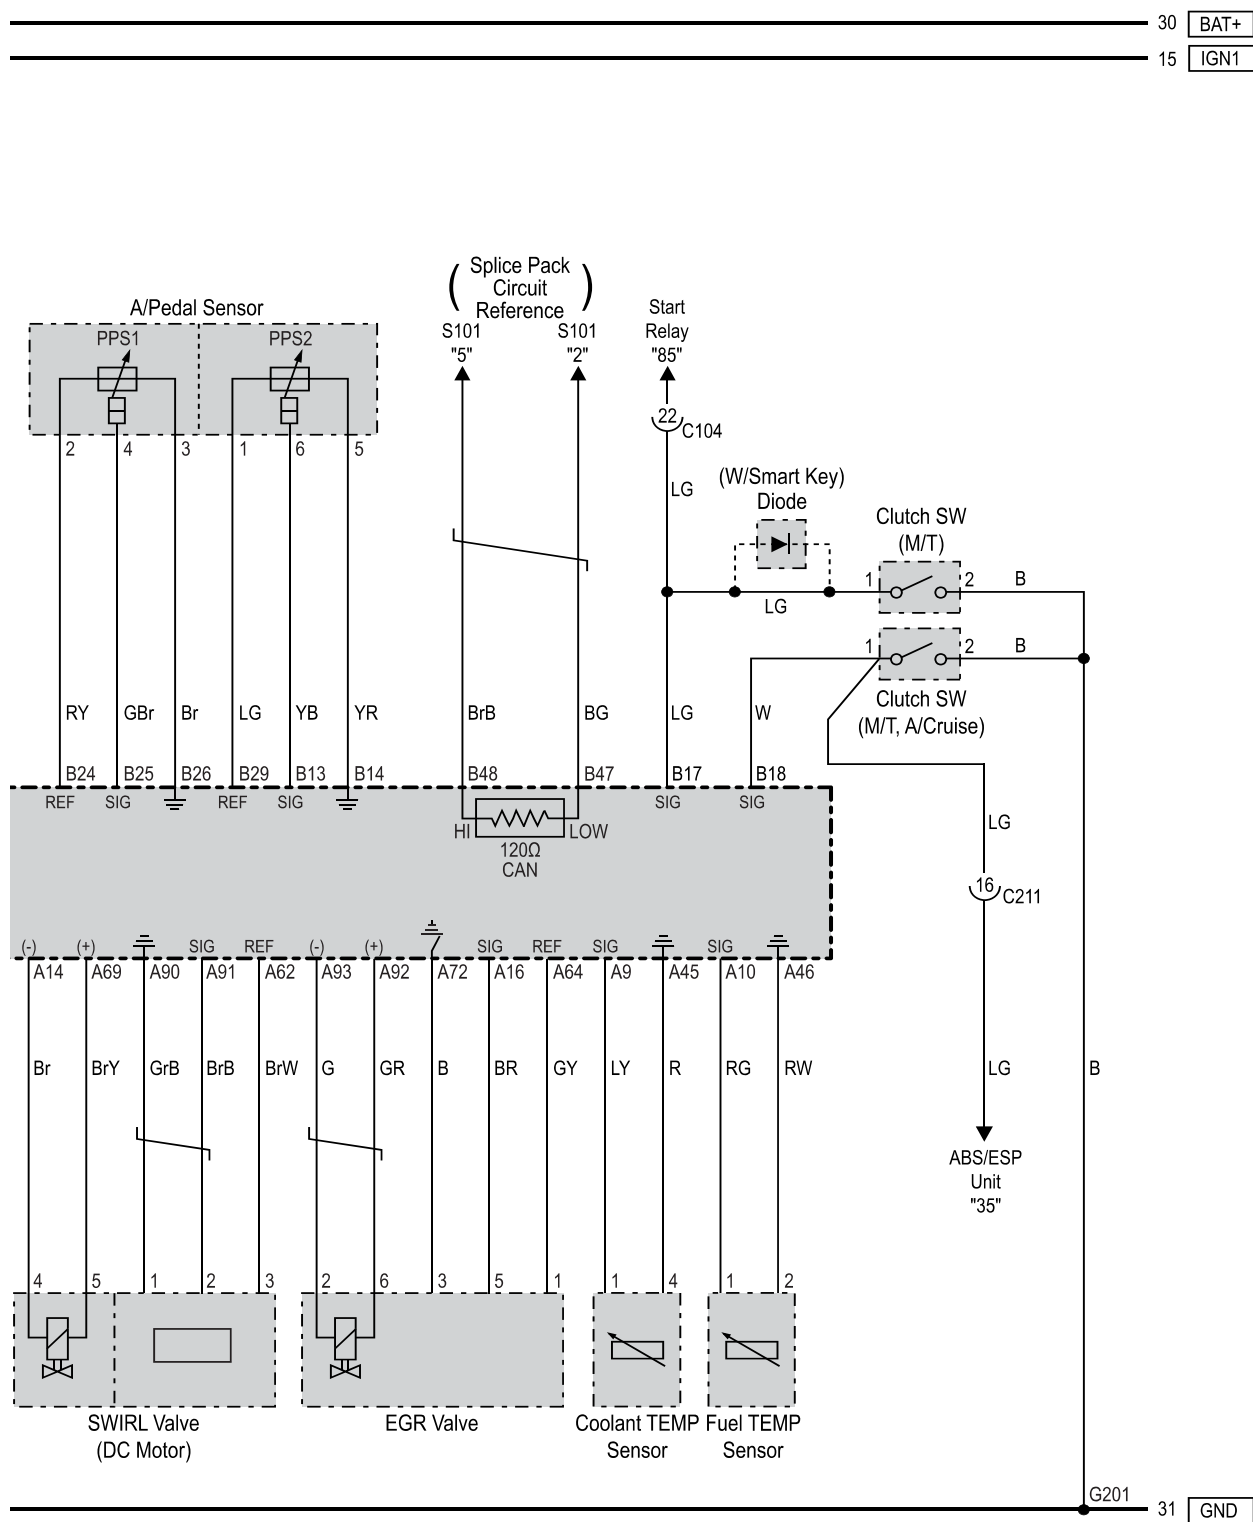 30 BAT+
15 IGN1
( Splice Pack
Circuit
Reference )
A/Pedal Sensor
S101 S101
"5" "2"
Start
Relay
"85"
PPS1 PPS2
22
C104
2 4 3 1 6 5
LG
(W/Smart Key)
Diode
Clutch SW
(M/T)
1 2 B
LG
1 2 B
Clutch SW
(M/T, A/Cruise)
RY GBr Br LG YB YR BrB BG LG W
B24 B25 B26 B29 B13 B14 B48 B47 B17 B18
REF SIG REF SIG SIG SIG
HI LOW
120Ω
CAN
LG
16
C211
(-) (+) SIG REF (-) (+) SIG REF SIG SIG
A14 A69 A90 A91 A62 A93 A92 A72 A16 A64 A9 A45 A10 A46
Br BrY GrB BrB BrW G GR B BR GY LY R RG RW LG B
ABS/ESP
Unit
"35"
4 5 1 2 3 2 6 3 5 1 1 4 1 2
SWIRL Valve
(DC Motor)
EGR Valve
Coolant TEMP
Sensor
Fuel TEMP
Sensor
G201
31 GND